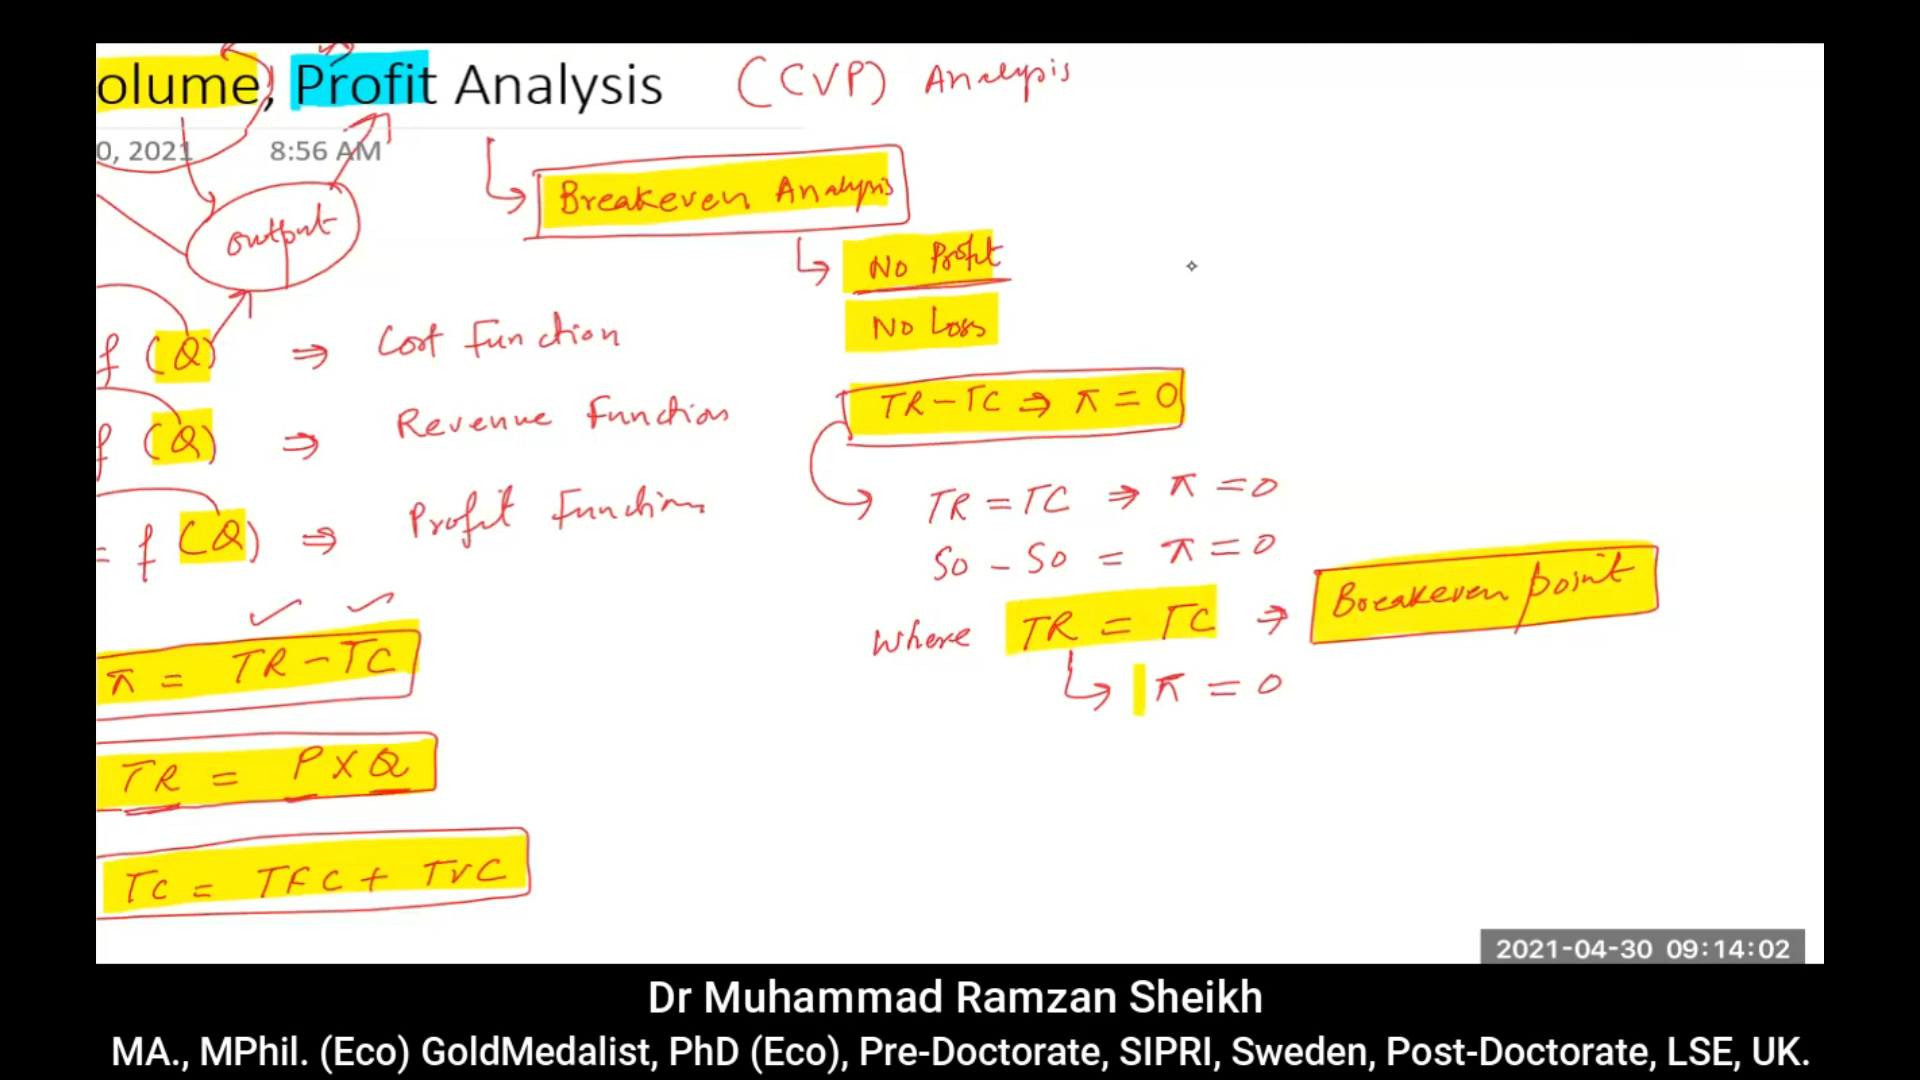 olume, Profit Analysis (CVP) Analysis
0, 2021 8:56 AM
Breakeven Analysis
output
No Profit
No Loss
f (Q) ⇒ Cost Function
TR - TC ⇒ π = 0
f (Q) ⇒ Revenue Function
TR = TC ⇒ π = 0
= f (Q) ⇒ Profit Function
50 - 50 = π = 0
Where TR = TC ⇒ Breakeven point
π = 0
π = TR - TC
TR = P X Q
TC = TFC + TVC
2021-04-30 09:14:02
Dr Muhammad Ramzan Sheikh
MA., MPhil. (Eco) GoldMedalist, PhD (Eco), Pre-Doctorate, SIPRI, Sweden, Post-Doctorate, LSE, UK.